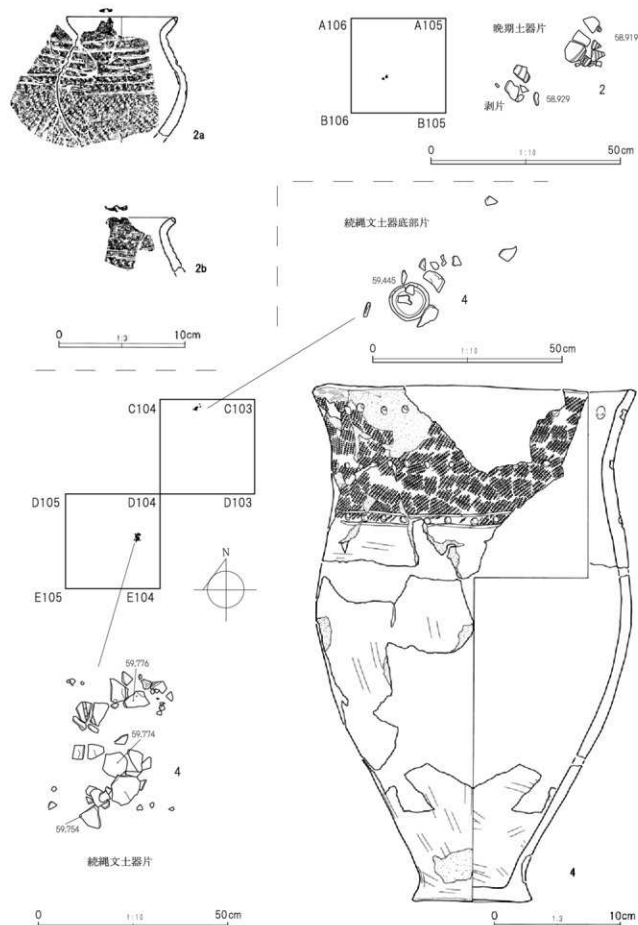 2a
A106 A105
B106 B105
晩期土器片
58.919
2
剥片
58.929
0 1:10 50cm
2b
0 1:3 10cm
続縄文土器底部片
59.445
4
0 1:10 50cm
C104 C103
D105 D104 D103
E105 E104
N
59.776
59.774
4
59.754
続縄文土器片
0 1:10 50cm
4
0 1:3 10cm